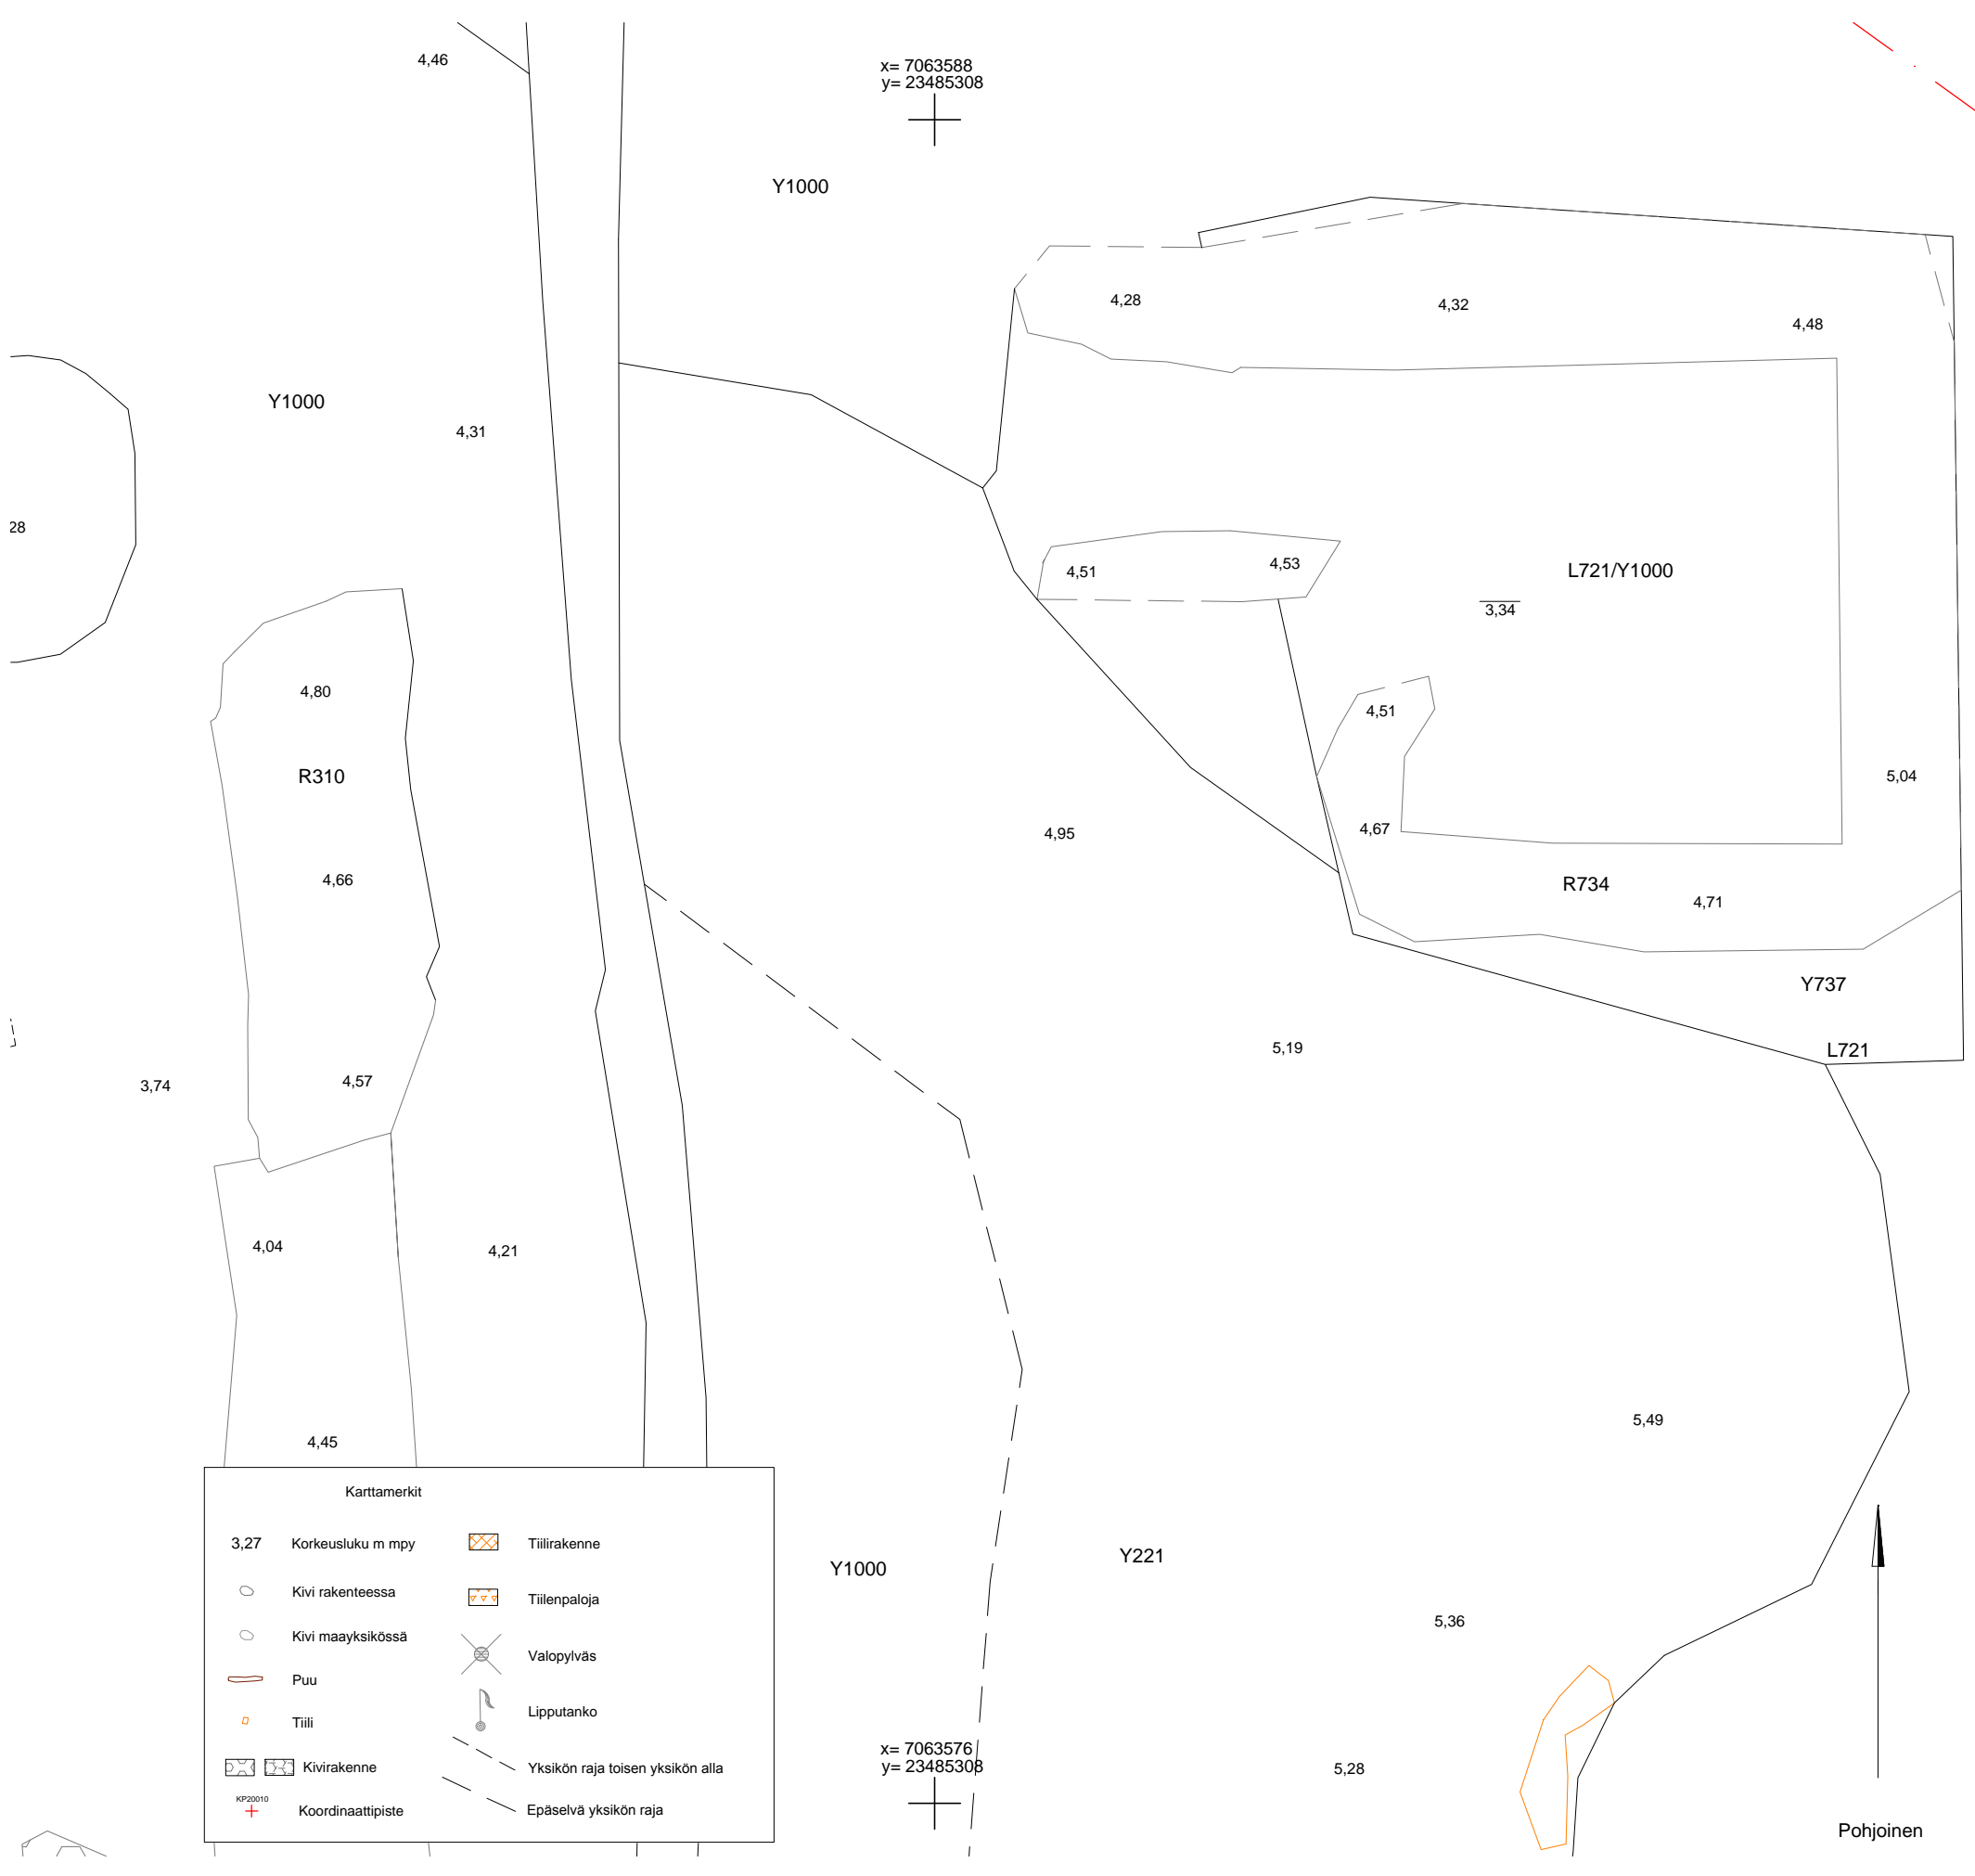 4,46
x= 7063588
y= 23485308
Y1000
4,28
4,32
4,48
Y1000
4,31
28
4,51
4,53
L721/Y1000
3,34
4,80
4,51
R310
5,04
4,95
4,67
4,66
R734
4,71
Y737
5,19
L721
4,57
3,74
4,04
4,21
5,49
4,45
Karttamerkit
3,27 Korkeusluku m mpy
Kivi rakenteessa
Kivi maayksikössä
Puu
Tiili
Kivirakenne
KP20010
Koordinaattipiste
Tiilirakenne
Tiilenpaloja
Valopylväs
Lipputanko
Yksikön raja toisen yksikön alla
Epäselvä yksikön raja
Y1000
Y221
5,36
x= 7063576
y= 23485308
5,28
Pohjoinen